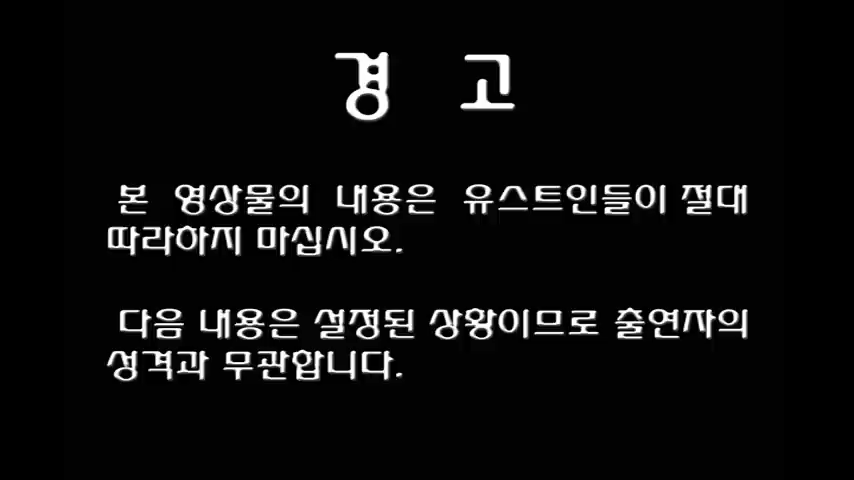 경 고
본 영상물의 내용은 유스트인들이 절대
따라하지 마십시오.
다음 내용은 설정된 상황이므로 출연자의
성격과 무관합니다.